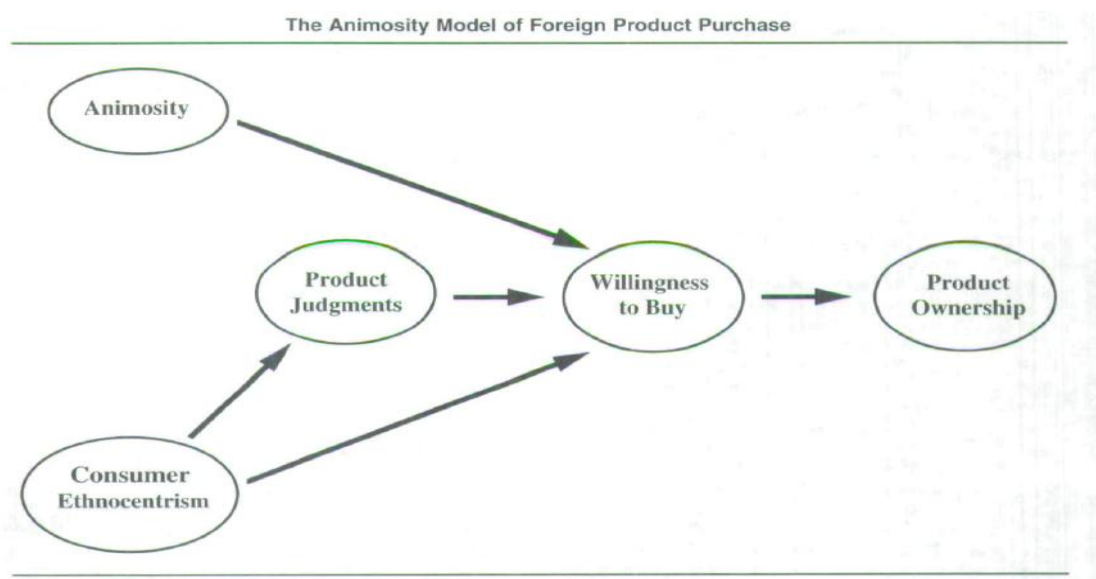 The Animosity Model of Foreign Product Purchase
Animosity
Product
Judgments
Willingness
to Buy
Product
Ownership
Consumer
Ethnocentrism